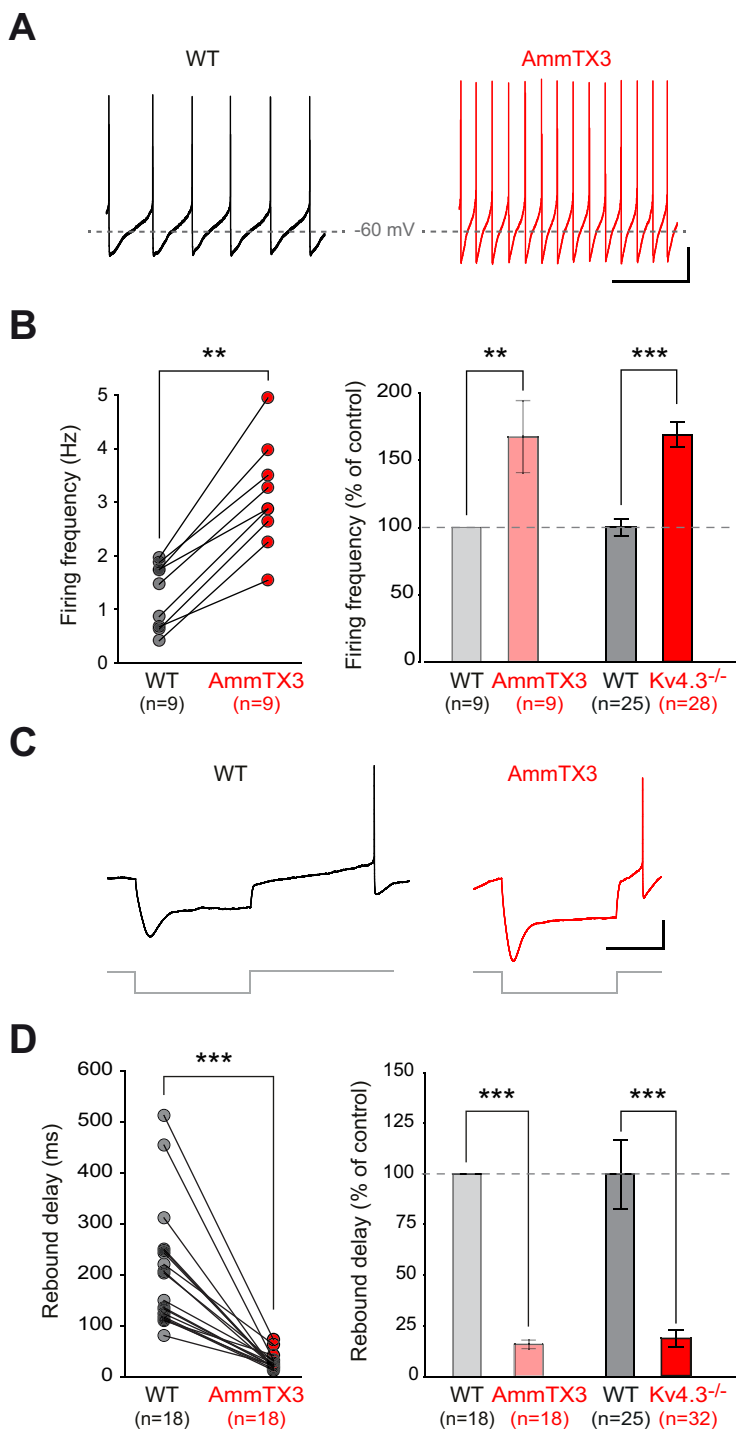 A
WT
AmmTX3
-60 mV
B
**
5
4
3
2
1
0
Firing frequency (Hz)
WT
AmmTX3
(n=9)
(n=9)
**
***
200
150
100
50
0
Firing frequency (% of control)
WT
AmmTX3
WT
Kv4.3-/-
(n=9)
(n=9)
(n=25)
(n=28)
C
WT
AmmTX3
D
***
600
500
400
300
200
100
0
Rebound delay (ms)
WT
AmmTX3
(n=18)
(n=18)
***
***
150
125
100
75
50
25
0
Rebound delay (% of control)
WT
AmmTX3
WT
Kv4.3-/-
(n=18)
(n=18)
(n=25)
(n=32)